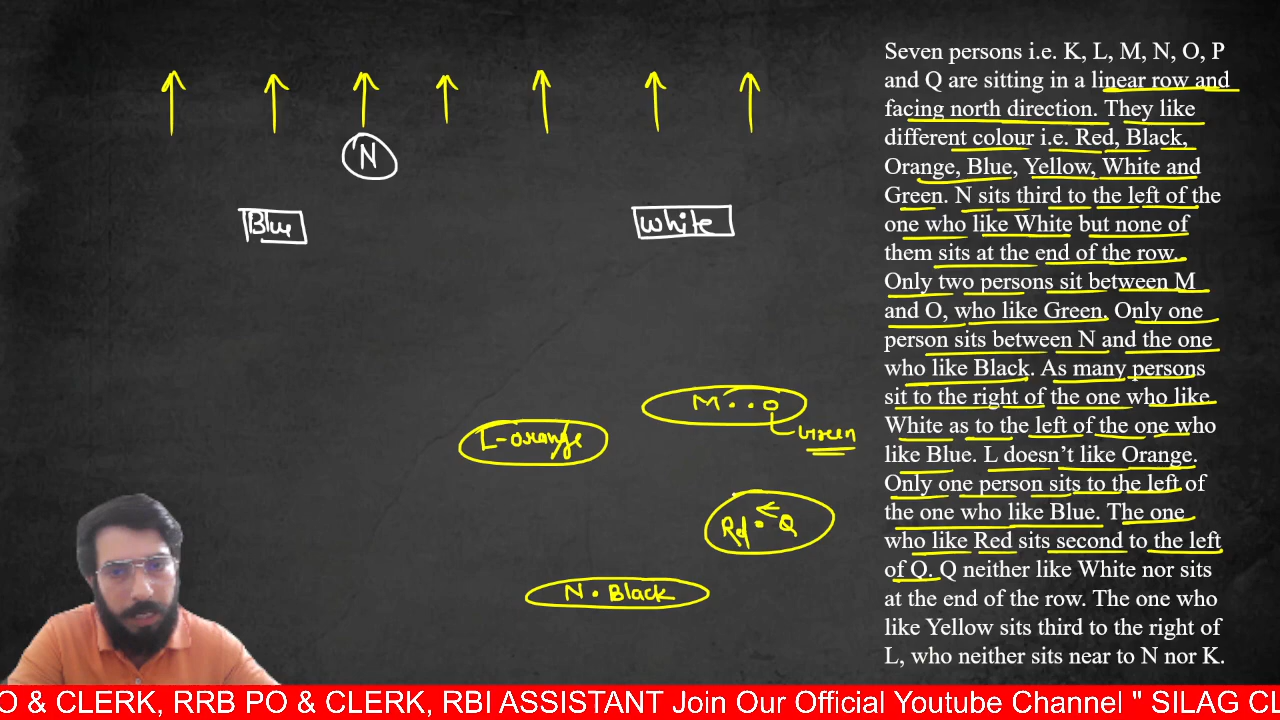 N
Blue
White
M . . O
Green
L-orange
Red . Q
N . Black
Seven persons i.e. K, L, M, N, O, P
and Q are sitting in a linear row and
facing north direction. They like
different colour i.e. Red, Black,
Orange, Blue, Yellow, White and
Green. N sits third to the left of the
one who like White but none of
them sits at the end of the row.
Only two persons sit between M
and O, who like Green. Only one
person sits between N and the one
who like Black. As many persons
sit to the right of the one who like
White as to the left of the one who
like Blue. L doesn’t like Orange.
Only one person sits to the left of
the one who like Blue. The one
who like Red sits second to the left
of Q. Q neither like White nor sits
at the end of the row. The one who
like Yellow sits third to the right of
L, who neither sits near to N nor K.
O & CLERK, RRB PO & CLERK, RBI ASSISTANT Join Our Official Youtube Channel " SILAG CL